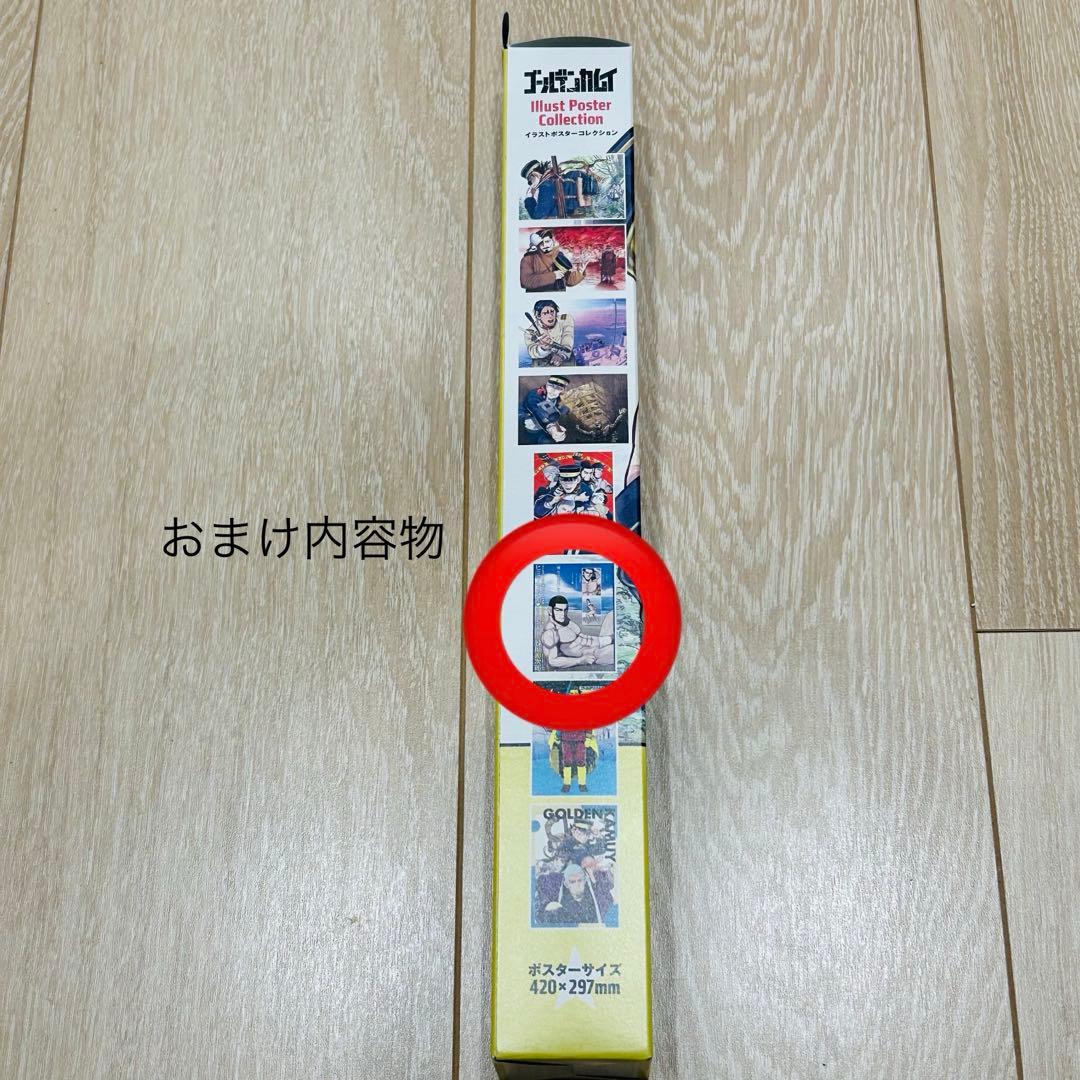 ゴールデンカムイ
Illust Poster
Collection
イラストポスターコレクション
おまけ内容物
GOLDEN
KAMUY
ポスターサイズ
420×297mm